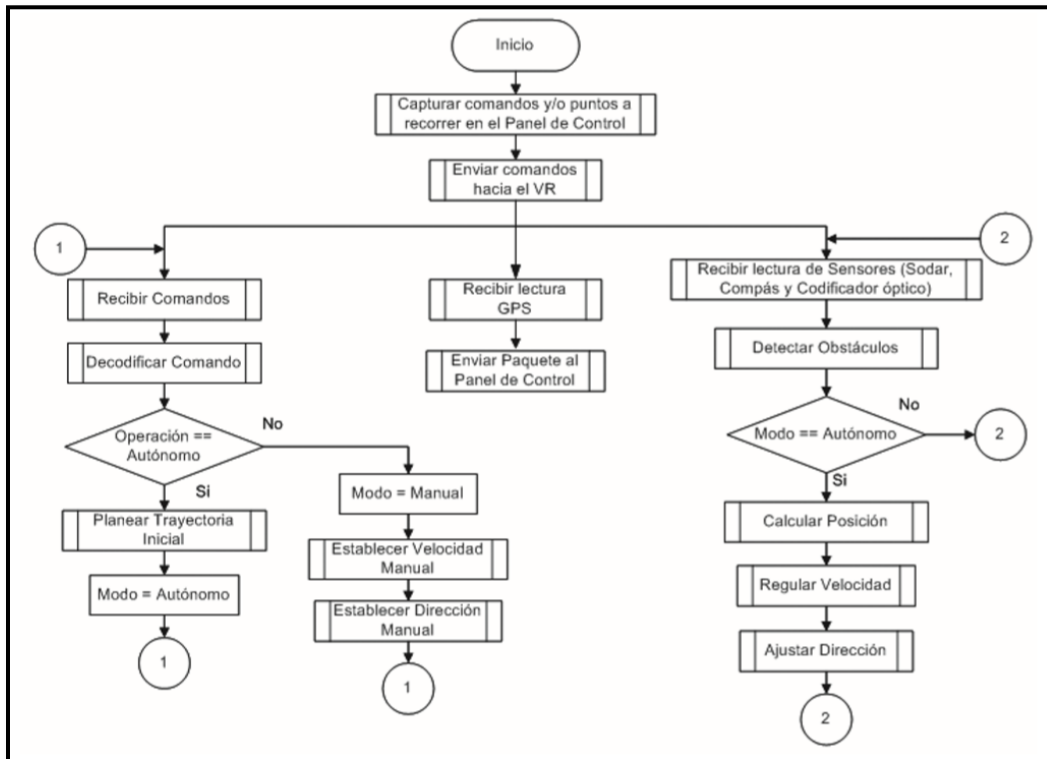 Inicio
Capturar comandos y/o puntos a
recorrer en el Panel de Control
Enviar comandos
hacia el VR
1
2
Recibir Comandos
Recibir lectura
GPS
Recibir lectura de Sensores (Sodar,
Compás y Codificador óptico)
Decodificar Comando
Enviar Paquete al
Panel de Control
Detectar Obstáculos
Operación ==
Autónomo
No
Si
Modo == Autónomo
No
2
Si
Modo = Manual
Planear Trayectoria
Inicial
Calcular Posición
Establecer Velocidad
Manual
Modo = Autónomo
Regular Velocidad
Establecer Dirección
Manual
Ajustar Dirección
1
1
2